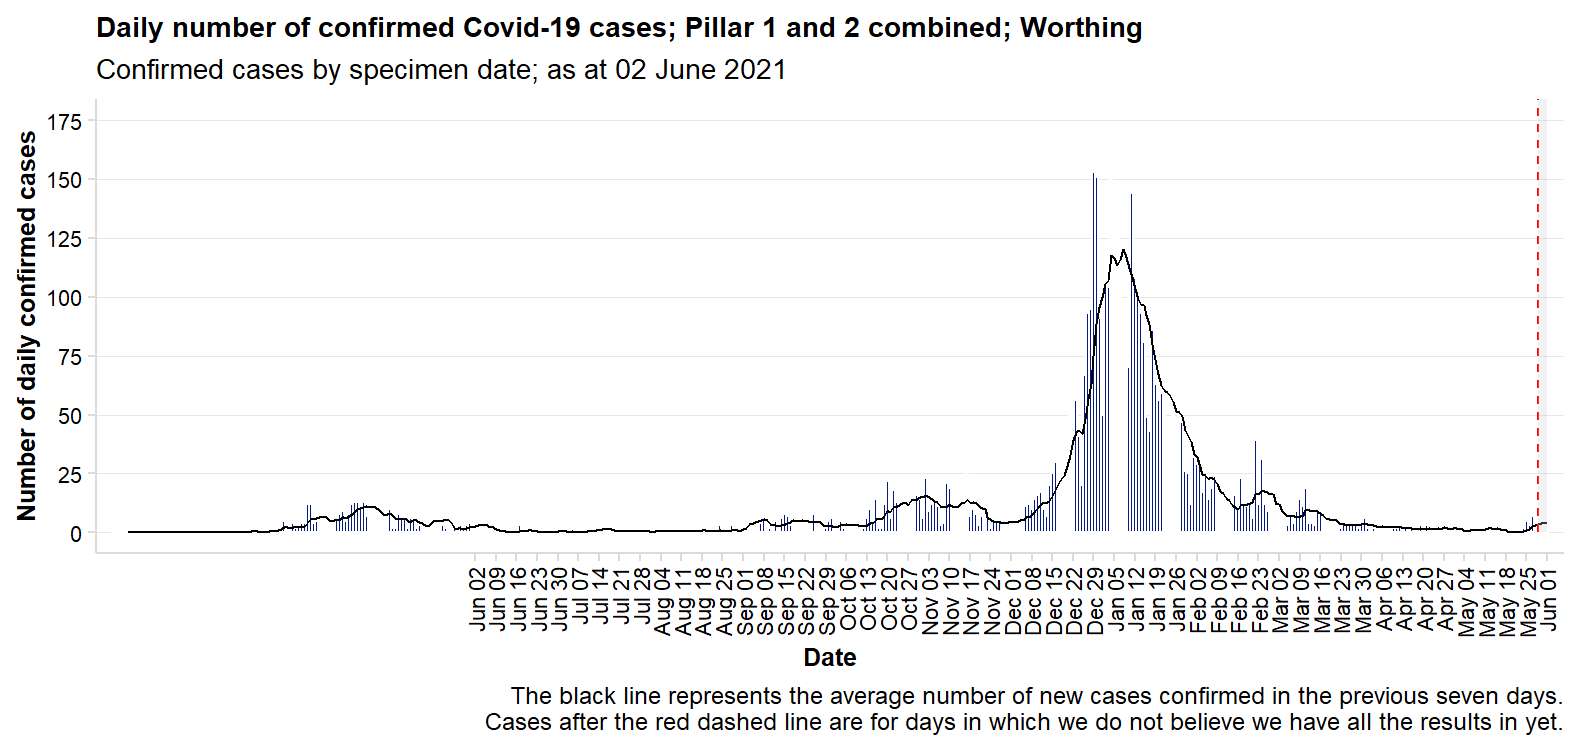 Daily number of confirmed Covid-19 cases; Pillar 1 and 2 combined; Worthing
Confirmed cases by specimen date; as at 02 June 2021
Number of daily confirmed cases
175
150
125
100
75
50
25
0
Jun 02
Jun 09
Jun 16
Jun 23
Jun 30
Jul 07
Jul 14
Jul 21
Jul 28
Aug 04
Aug 11
Aug 18
Aug 25
Sep 01
Sep 08
Sep 15
Sep 22
Sep 29
Oct 06
Oct 13
Oct 20
Oct 27
Nov 03
Nov 10
Nov 17
Nov 24
Dec 01
Dec 08
Dec 15
Dec 22
Dec 29
Jan 05
Jan 12
Jan 19
Jan 26
Feb 02
Feb 09
Feb 16
Feb 23
Mar 02
Mar 09
Mar 16
Mar 23
Mar 30
Apr 06
Apr 13
Apr 20
Apr 27
May 04
May 11
May 18
May 25
Jun 01
Date
The black line represents the average number of new cases confirmed in the previous seven days.
Cases after the red dashed line are for days in which we do not believe we have all the results in yet.